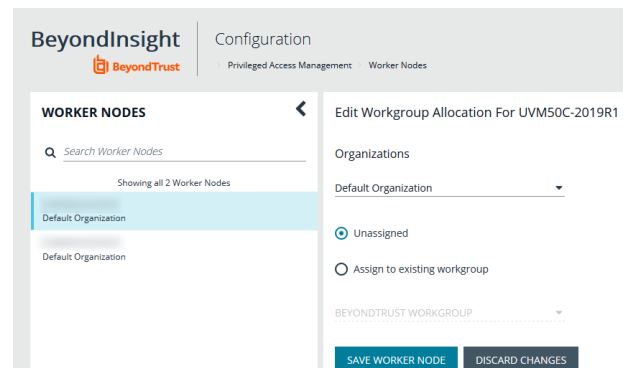 BeyondInsight
BeyondTrust
Configuration
Privileged Access Management > Worker Nodes
WORKER NODES
Search Worker Nodes
Showing all 2 Worker Nodes
Default Organization
Default Organization
Edit Workgroup Allocation For UVM50C-2019R1
Organizations
Default Organization
Unassigned
Assign to existing workgroup
BEYONDTRUST WORKGROUP
SAVE WORKER NODE
DISCARD CHANGES